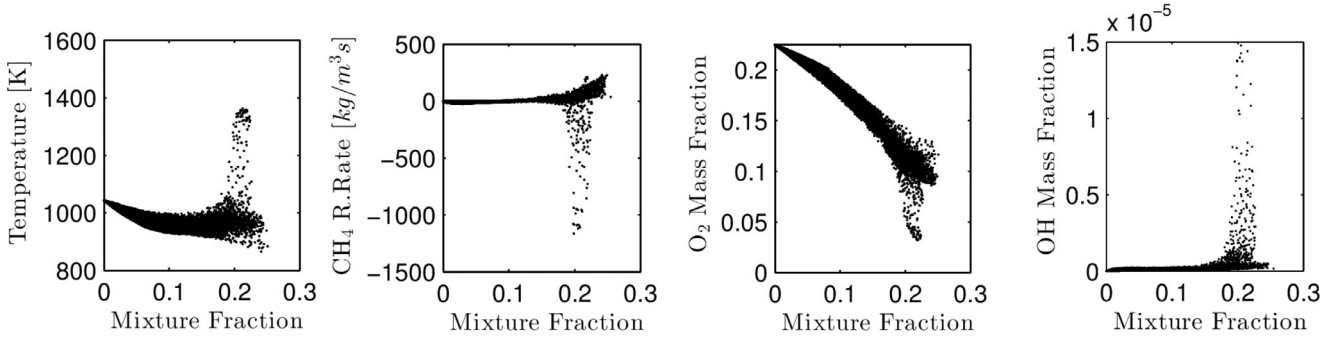 1600
1400
1200
1000
800
Temperature [K]
0 0.1 0.2 0.3
Mixture Fraction
500
0
−500
−1000
−1500
CH4 R.Rate [kg/m³s]
0 0.1 0.2 0.3
Mixture Fraction
0.2
0.15
0.1
0.05
0
O₂ Mass Fraction
0 0.1 0.2 0.3
Mixture Fraction
x 10⁻⁵
1.5
1
0.5
0
OH Mass Fraction
0 0.1 0.2 0.3
Mixture Fraction